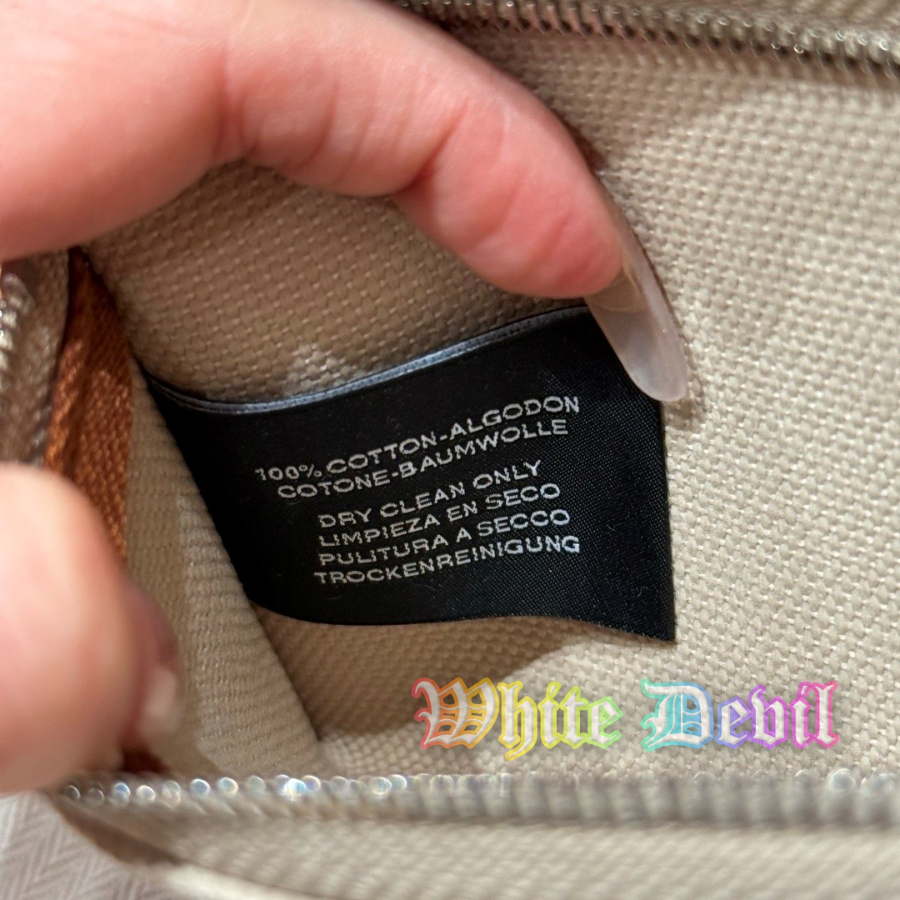 100% COTTON-ALGODON
COTONE-BAUMWOLLE
DRY CLEAN ONLY
LIMPIEZA EN SECO
PULITURA A SECCO
TROCKENREINIGUNG
White Devil